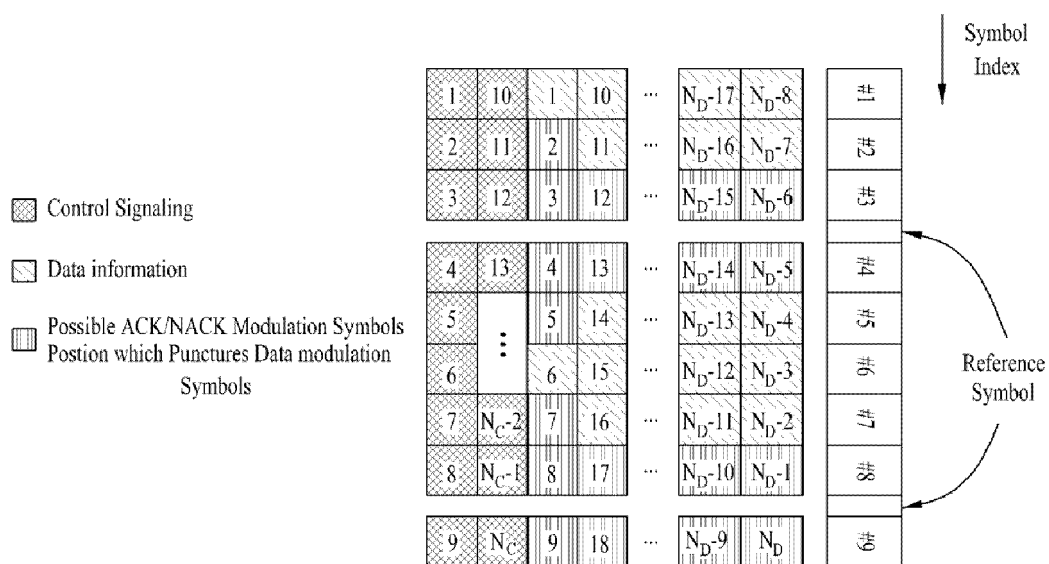 Symbol
Index
1 10 1 10 ... N_D-17 N_D-8 #1
2 11 2 11 ... N_D-16 N_D-7 #2
3 12 3 12 ... N_D-15 N_D-6 #3
Control Signaling
4 13 4 13 ... N_D-14 N_D-5 #4
Data information
5 ... 5 14 ... N_D-13 N_D-4 #5
Possible ACK/NACK Modulation Symbols
Postion which Punctures Data modulation
Symbols
6 6 15 ... N_D-12 N_D-3 #6
Reference
Symbol
7 N_C-2 7 16 ... N_D-11 N_D-2 #7
8 N_C-1 8 17 ... N_D-10 N_D-1 #8
9 N_C 9 18 ... N_D-9 N_D #9